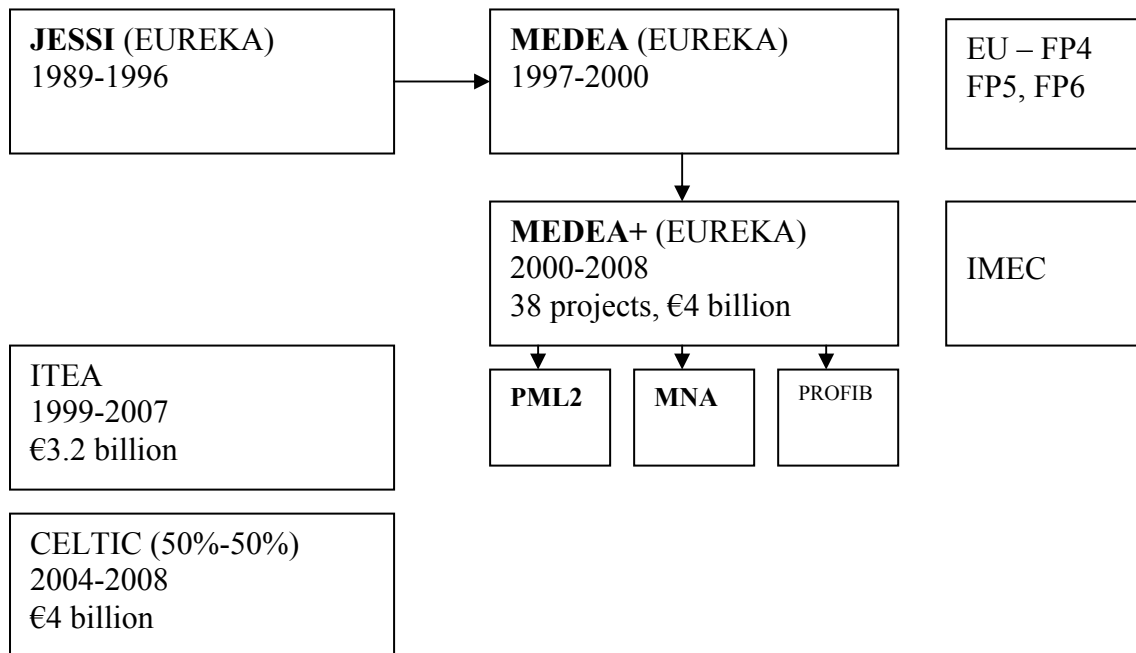 JESSI (EUREKA)
1989-1996
MEDEA (EUREKA)
1997-2000
EU – FP4
FP5, FP6
MEDEA+ (EUREKA)
2000-2008
38 projects, €4 billion
IMEC
ITEA
1999-2007
€3.2 billion
PML2
MNA
PROFIB
CELTIC (50%-50%)
2004-2008
€4 billion